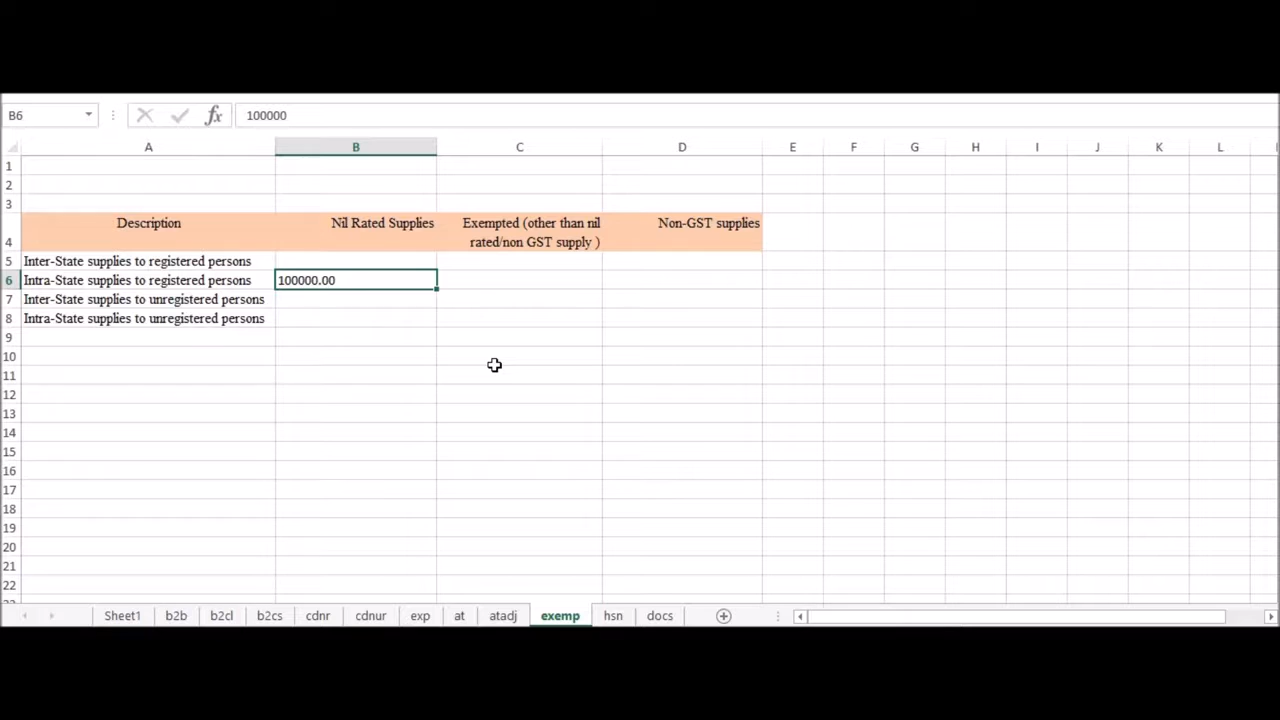 B6 fx 100000
A B C D E F G H I J K L
1
2
3
4 Description Nil Rated Supplies Exempted (other than nil rated/non GST supply ) Non-GST supplies
5 Inter-State supplies to registered persons
6 Intra-State supplies to registered persons 100000.00
7 Inter-State supplies to unregistered persons
8 Intra-State supplies to unregistered persons
9
10
11
12
13
14
15
16
17
18
19
20
21
22
Sheet1 b2b b2cl b2cs cdnr cdnur exp at atadj exemp hsn docs